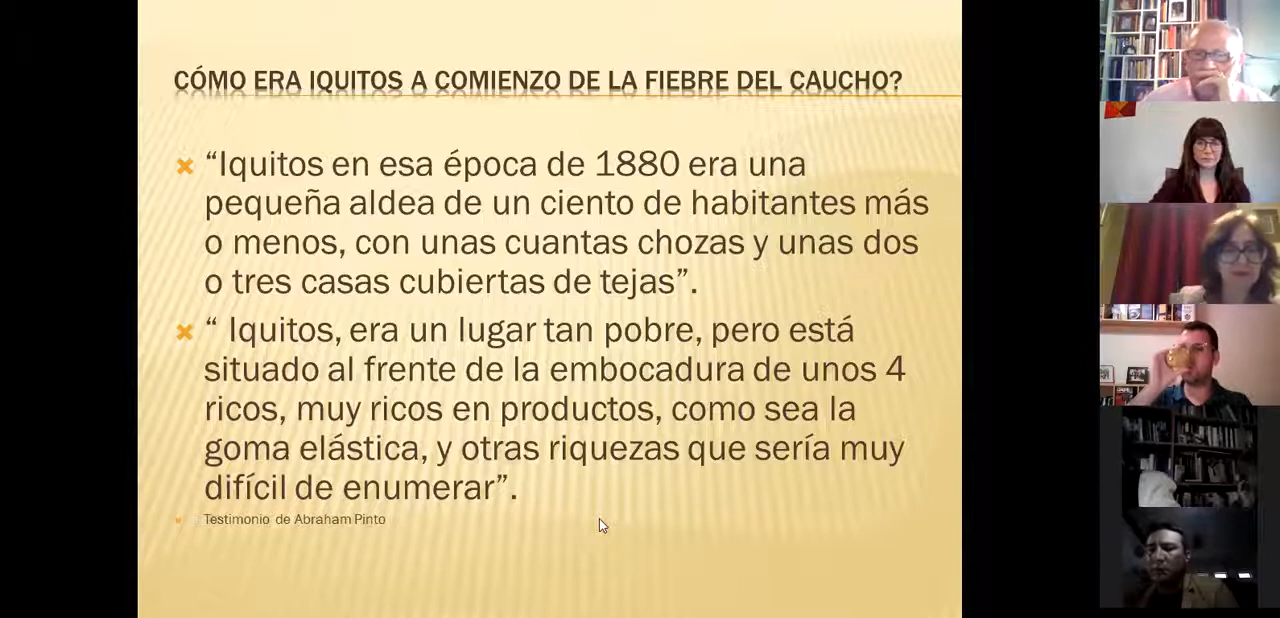 CÓMO ERA IQUITOS A COMIENZO DE LA FIEBRE DEL CAUCHO?
“Iquitos en esa época de 1880 era una
pequeña aldea de un ciento de habitantes más
o menos, con unas cuantas chozas y unas dos
o tres casas cubiertas de tejas”.
“ Iquitos, era un lugar tan pobre, pero está
situado al frente de la embocadura de unos 4
ricos, muy ricos en productos, como sea la
goma elástica, y otras riquezas que sería muy
difícil de enumerar”.
Testimonio de Abraham Pinto